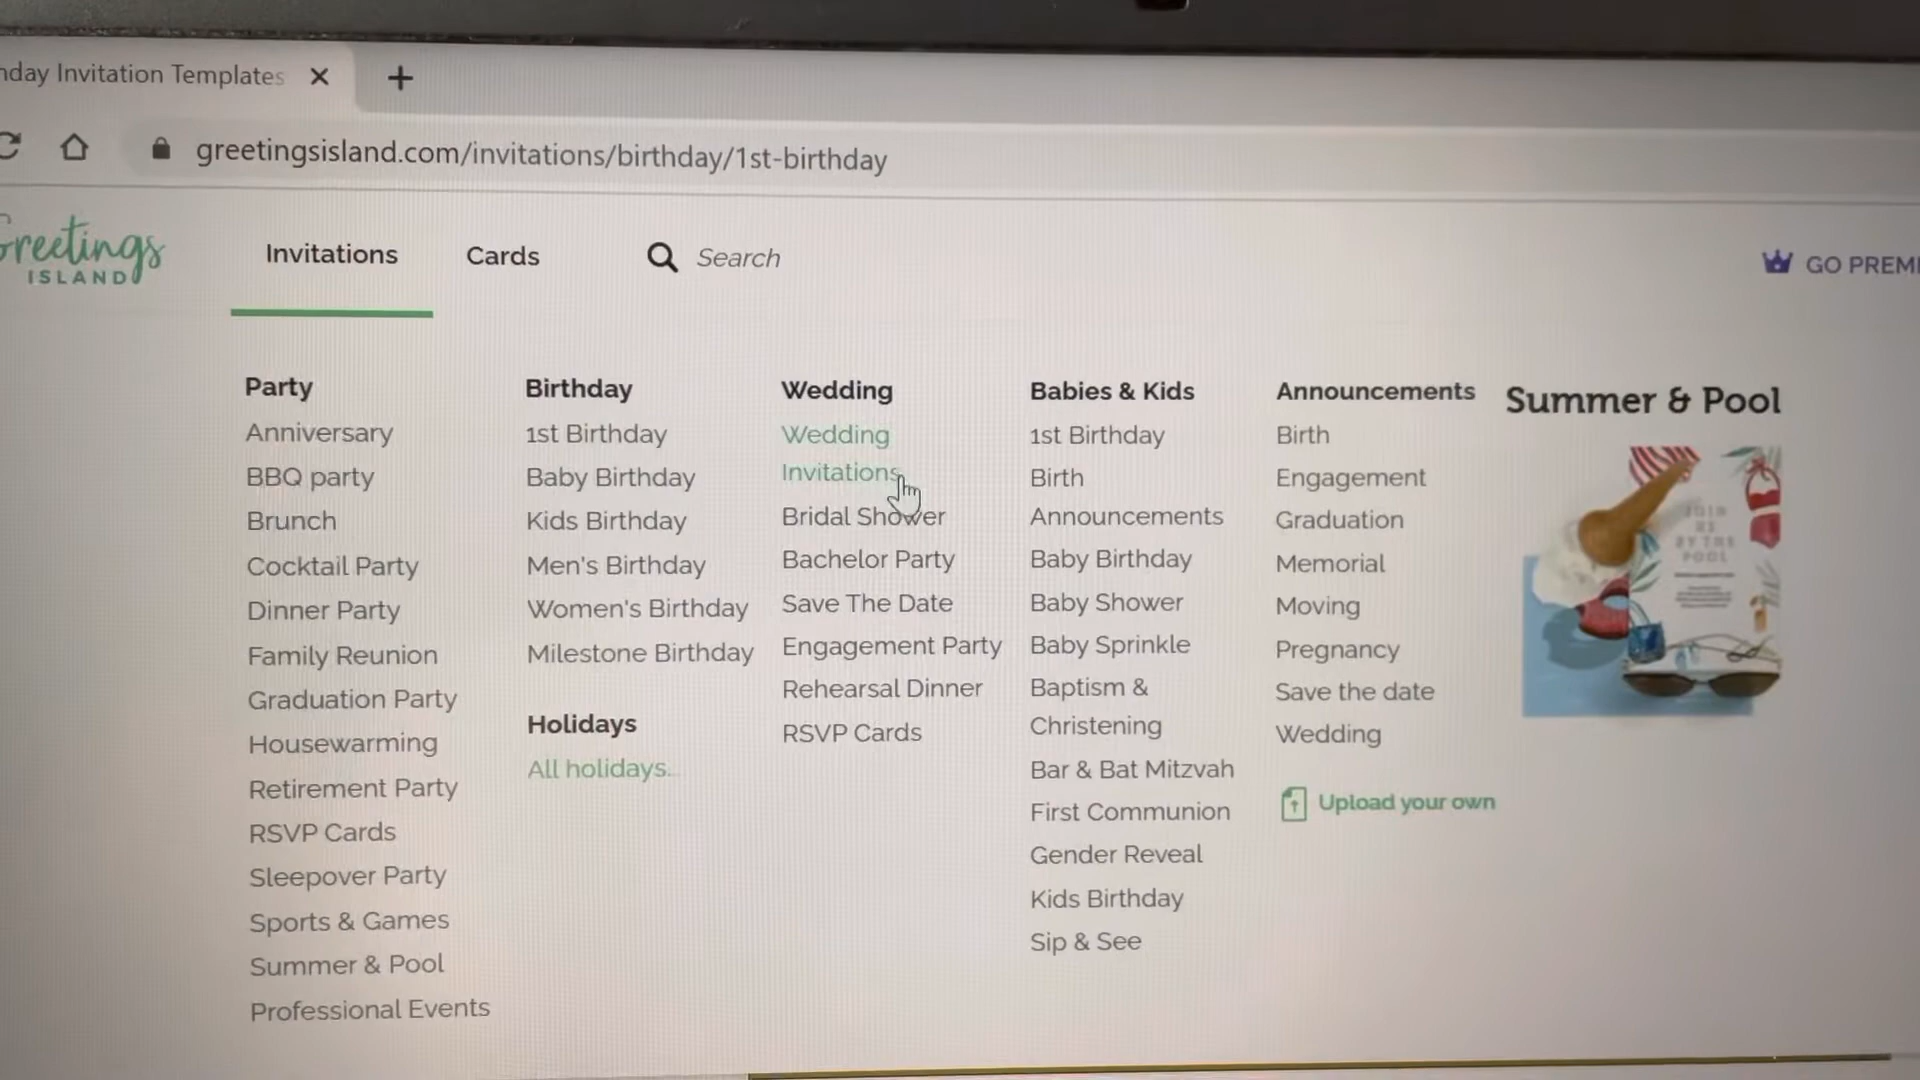 nday Invitation Templates
greetingsisland.com/invitations/birthday/1st-birthday
Greetings
ISLAND
Invitations
Cards
Search
GO PREMI
Party
Anniversary
BBQ party
Brunch
Cocktail Party
Dinner Party
Family Reunion
Graduation Party
Housewarming
Retirement Party
RSVP Cards
Sleepover Party
Sports & Games
Summer & Pool
Professional Events
Birthday
1st Birthday
Baby Birthday
Kids Birthday
Men's Birthday
Women's Birthday
Milestone Birthday
Holidays
All holidays...
Wedding
Wedding
Invitations
Bridal Shower
Bachelor Party
Save The Date
Engagement Party
Rehearsal Dinner
RSVP Cards
Babies & Kids
1st Birthday
Birth
Announcements
Baby Birthday
Baby Shower
Baby Sprinkle
Baptism &
Christening
Bar & Bat Mitzvah
First Communion
Gender Reveal
Kids Birthday
Sip & See
Announcements
Birth
Engagement
Graduation
Memorial
Moving
Pregnancy
Save the date
Wedding
Upload your own
Summer & Pool
JOIN
US
BY THE
POOL